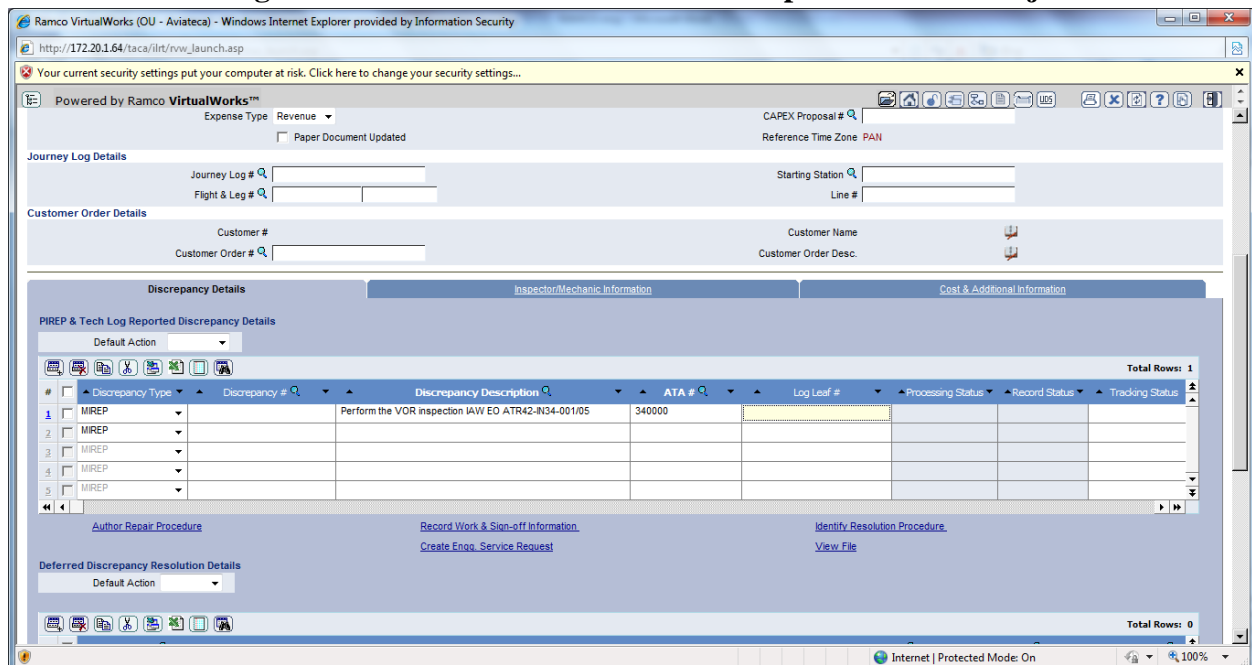 Ramco VirtualWorks (OU - Aviateca) - Windows Internet Explorer provided by Information Security
http://172.20.1.64/taca/ilrt/rvw_launch.asp
Your current security settings put your computer at risk. Click here to change your security settings...
Powered by Ramco VirtualWorks™
UDS
Expense Type Revenue CAPEX Proposal #
Paper Document Updated Reference Time Zone PAN
Journey Log Details
Journey Log # Starting Station
Flight & Leg # Line #
Customer Order Details
Customer # Customer Name
Customer Order # Customer Order Desc.
Discrepancy Details Inspector/Mechanic Information Cost & Additional Information
PIREP & Tech Log Reported Discrepancy Details
Default Action
Total Rows: 1
# Discrepancy Type Discrepancy # Discrepancy Description ATA # Log Leaf # Processing Status Record Status Tracking Status
1 MIREP Perform the VOR inspection IAW EO ATR42-IN34-001/05 340000
2 MIREP
3 MIREP
4 MIREP
5 MIREP
Author Repair Procedure Record Work & Sign-off Information Identify Resolution Procedure
Create Engg. Service Request View File
Deferred Discrepancy Resolution Details
Default Action
Total Rows: 0
Internet | Protected Mode: On 100%